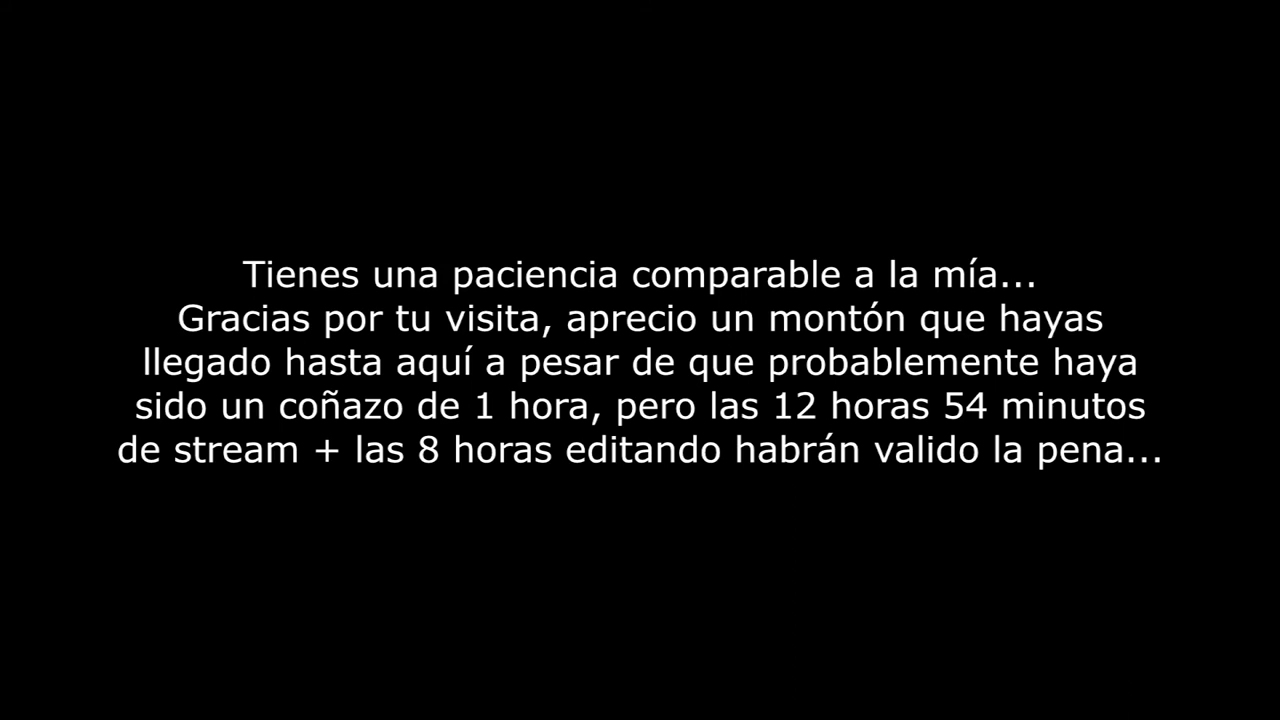 Tienes una paciencia comparable a la mía...
Gracias por tu visita, aprecio un montón que hayas
llegado hasta aquí a pesar de que probablemente haya
sido un coñazo de 1 hora, pero las 12 horas 54 minutos
de stream + las 8 horas editando habrán valido la pena...